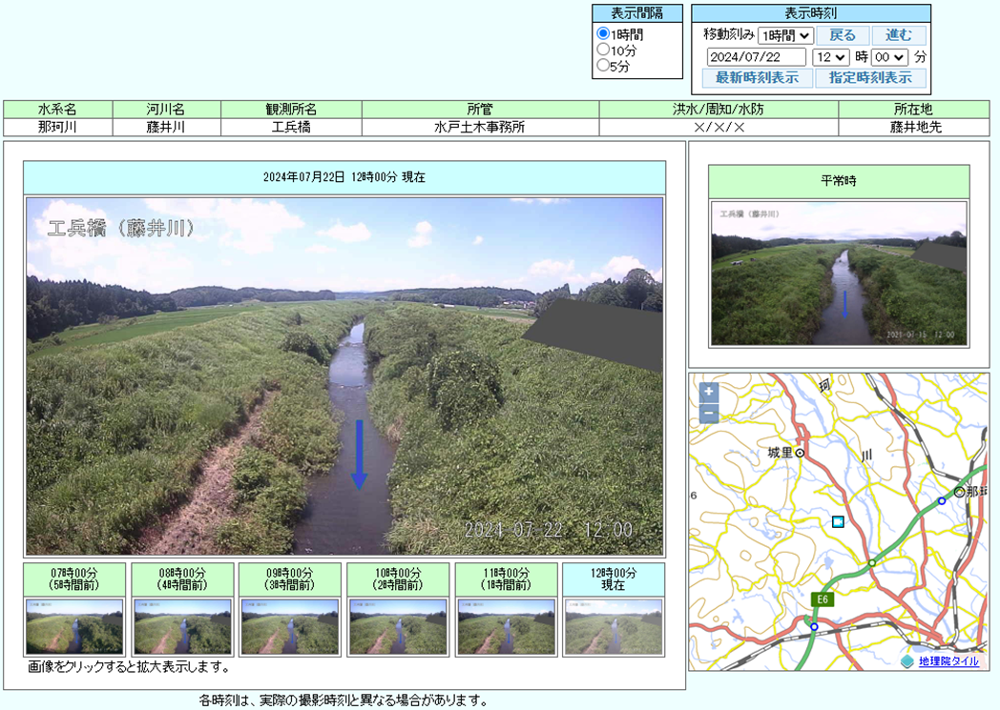 表示間隔
1時間
10分
5分
表示時刻
移動刻み 1時間 戻る 進む
2024/07/22 12 時 00 分
最新時刻表示 指定時刻表示
水系名 河川名 観測所名 所管 洪水/周知/水防 所在地
那珂川 藤井川 工兵橋 水戸土木事務所 ×/×/× 藤井地先
2024年07月22日 12時00分 現在
工兵橋（藤井川）
2024-07-22 12:00
平常時
工兵橋（藤井川）
12:00
+
−
珂
城里
川
那珂
6
E6
地理院タイル
07時00分
(5時間前)
08時00分
(4時間前)
09時00分
(3時間前)
10時00分
(2時間前)
11時00分
(1時間前)
12時00分
現在
画像をクリックすると拡大表示します。
各時刻は、実際の撮影時刻と異なる場合があります。